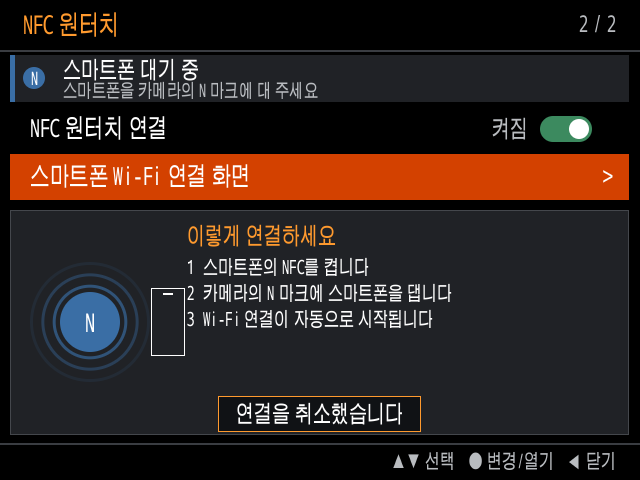 NFC 원터치
2 / 2
N
스마트폰 대기 중
스마트폰을 카메라의 N 마크에 대 주세요
NFC 원터치 연결
켜짐
스마트폰 Wi-Fi 연결 화면 >
이렇게 연결하세요
1 스마트폰의 NFC를 켭니다
2 카메라의 N 마크에 스마트폰을 댑니다
3 Wi-Fi 연결이 자동으로 시작됩니다
N
연결을 취소했습니다
▲▼ 선택 ● 변경/열기 ◀ 닫기